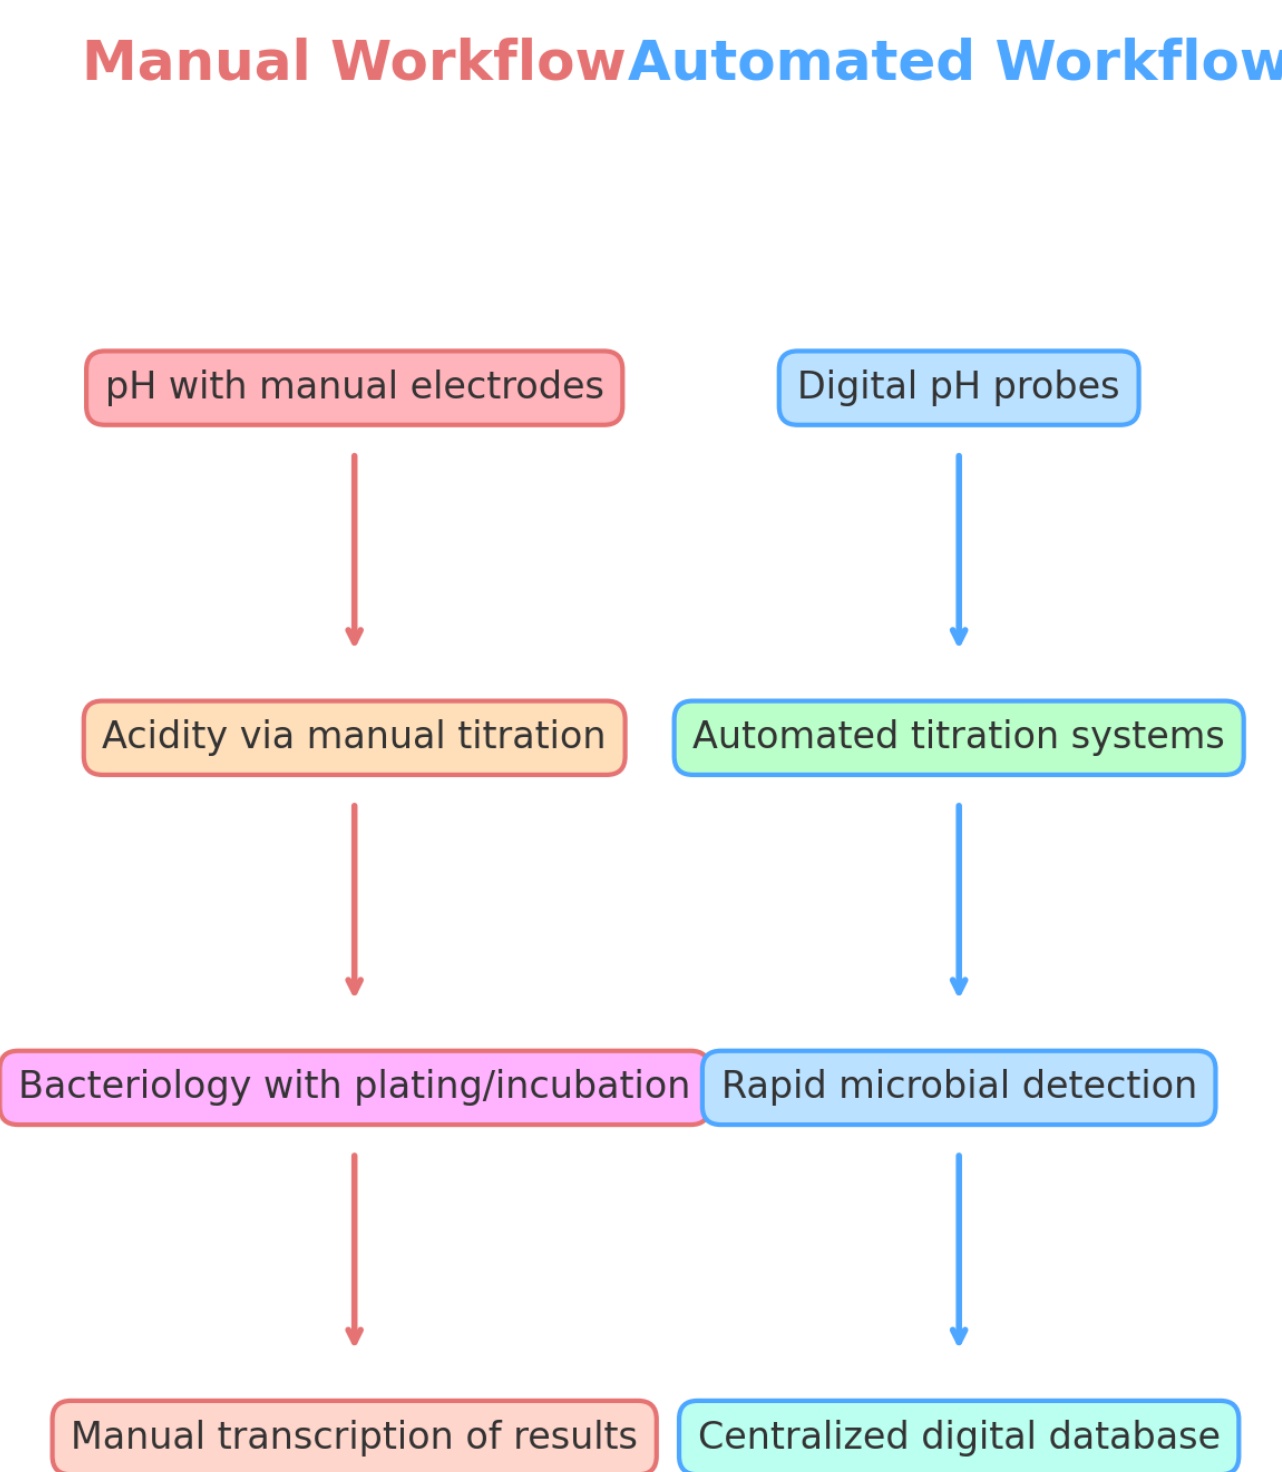 Manual Workflow
Automated Workflow
pH with manual electrodes
Digital pH probes
Acidity via manual titration
Automated titration systems
Bacteriology with plating/incubation
Rapid microbial detection
Manual transcription of results
Centralized digital database